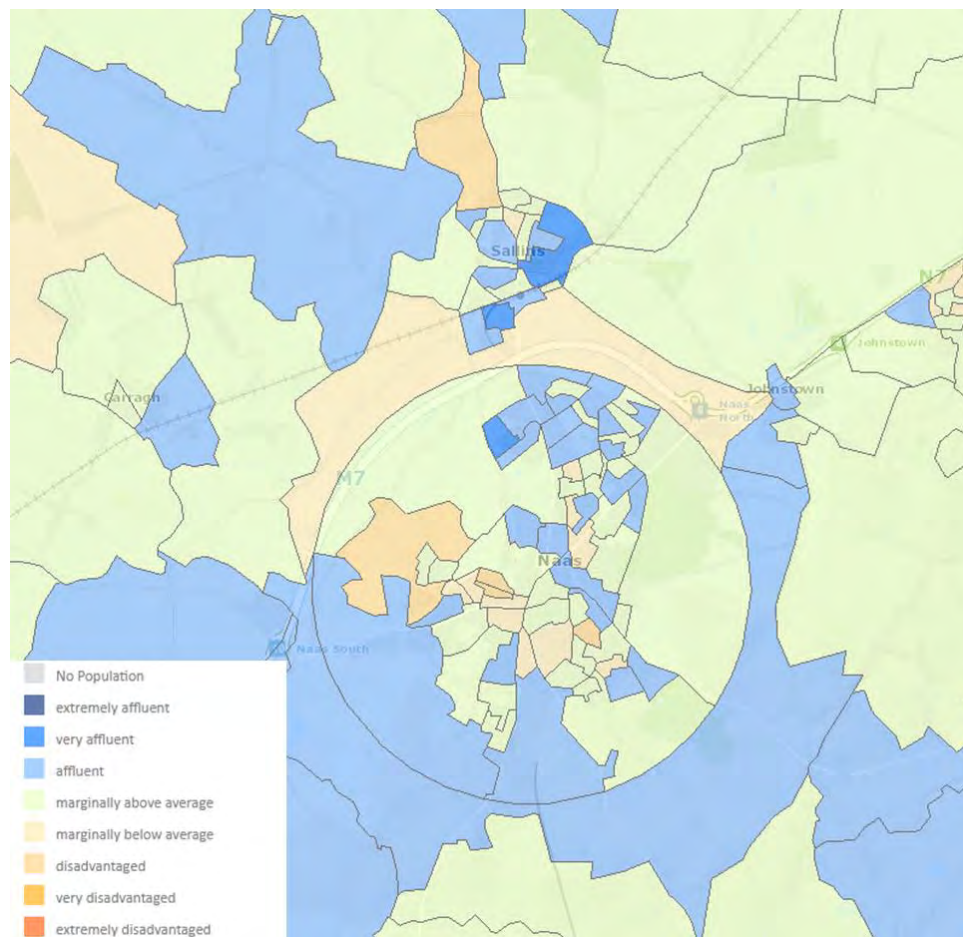 Sallins
N7
Johnstown
Johnstown
Naas
North
Carragh
M7
Naas
Naas South
No Population
extremely affluent
very affluent
affluent
marginally above average
marginally below average
disadvantaged
very disadvantaged
extremely disadvantaged